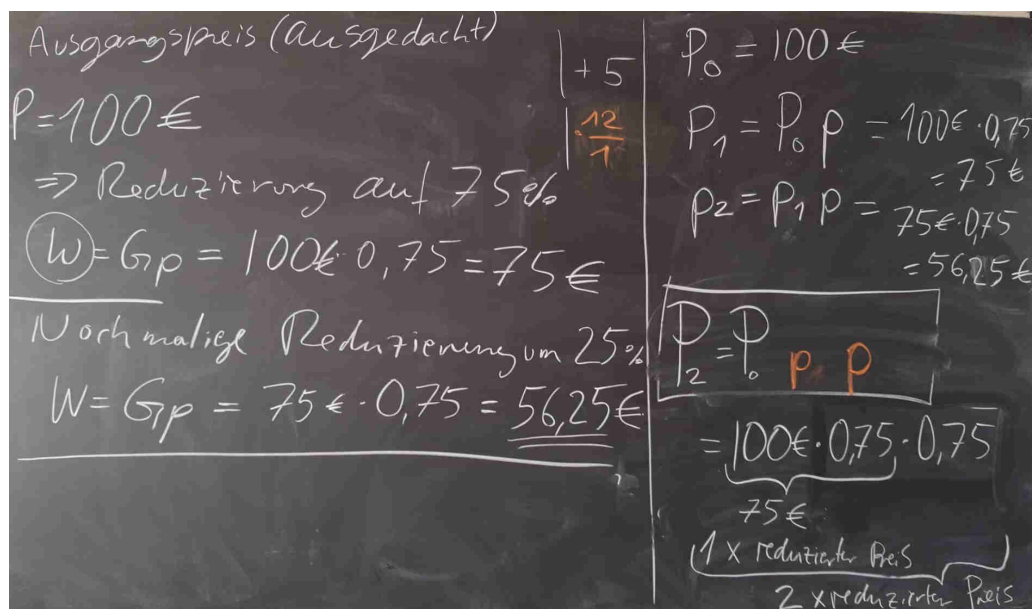 Ausgangspreis (ausgedacht)
P=100€
⇒ Reduzierung auf 75%
W=Gp = 100€·0,75=75€
Nochmalige Reduzierung um 25%
W=Gp = 75€·0,75 = 56,25€
|+5
|·12/1
P₀ = 100€
P₁ = P₀ p = 100€·0,75
= 75€
p₂ = p₁ p = 75€·0,75
= 56,25€
P₂ = P₀ p · p
= 100€·0,75·0,75
75€
1 x reduzierter Preis
2 x reduzierter Preis